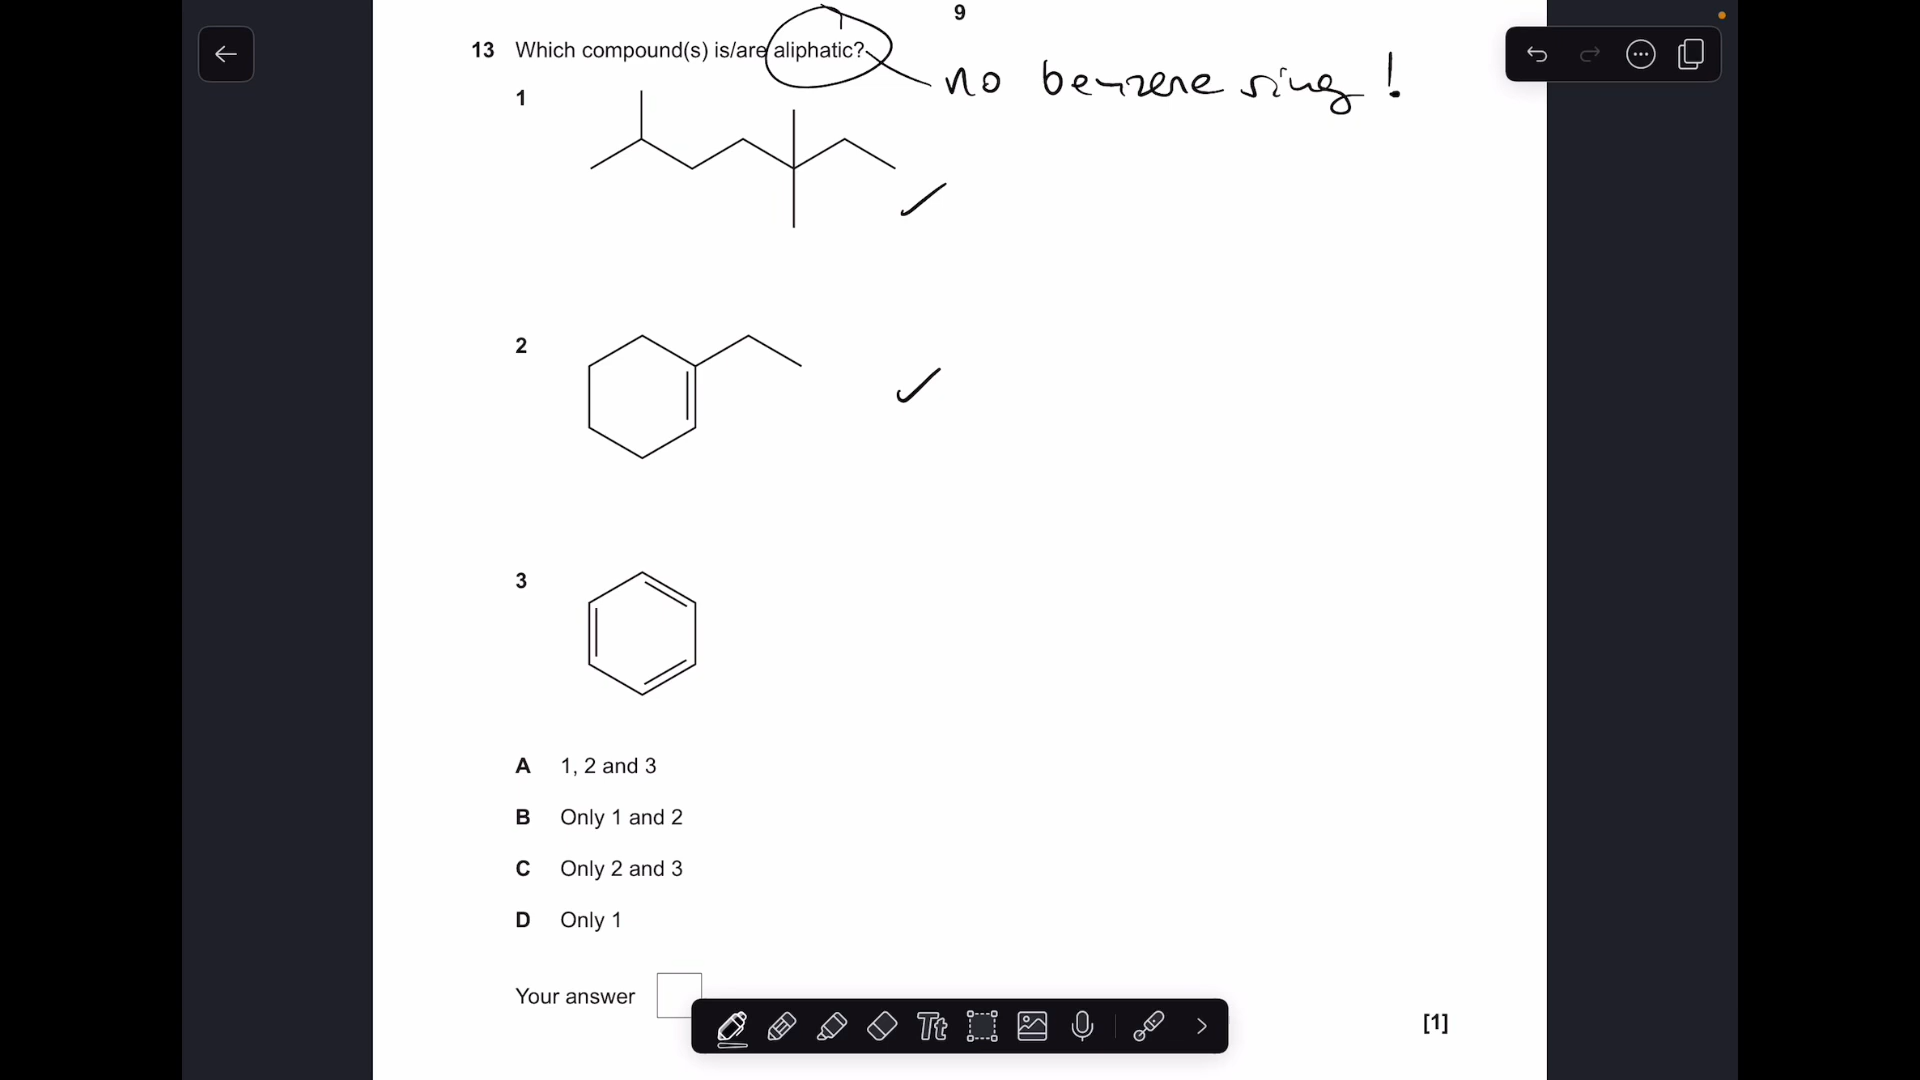 9
13 Which compound(s) is/are aliphatic?
no benzene ring!
1
2
3
A 1, 2 and 3
B Only 1 and 2
C Only 2 and 3
D Only 1
Your answer
Tt
[1]